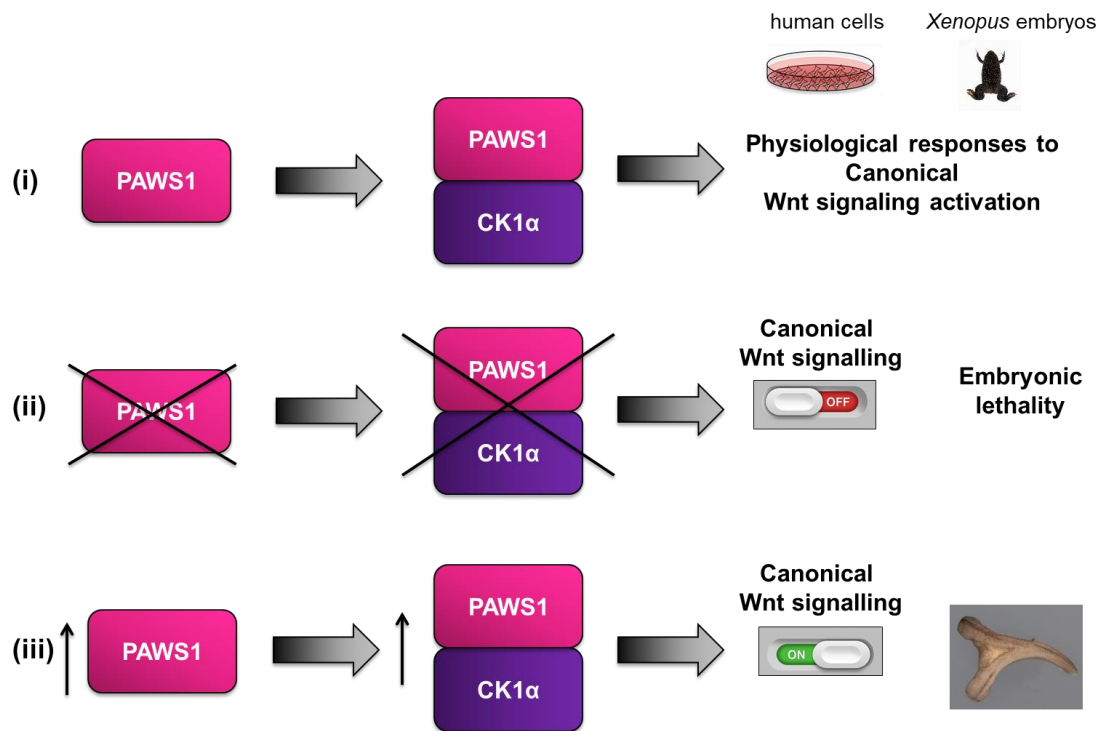 human cells
Xenopus embryos
(i)
PAWS1
PAWS1
CK1α
Physiological responses to
Canonical
Wnt signaling activation
(ii)
PAWS1
PAWS1
CK1α
Canonical
Wnt signalling
OFF
Embryonic
lethality
(iii)
PAWS1
PAWS1
CK1α
Canonical
Wnt signalling
ON